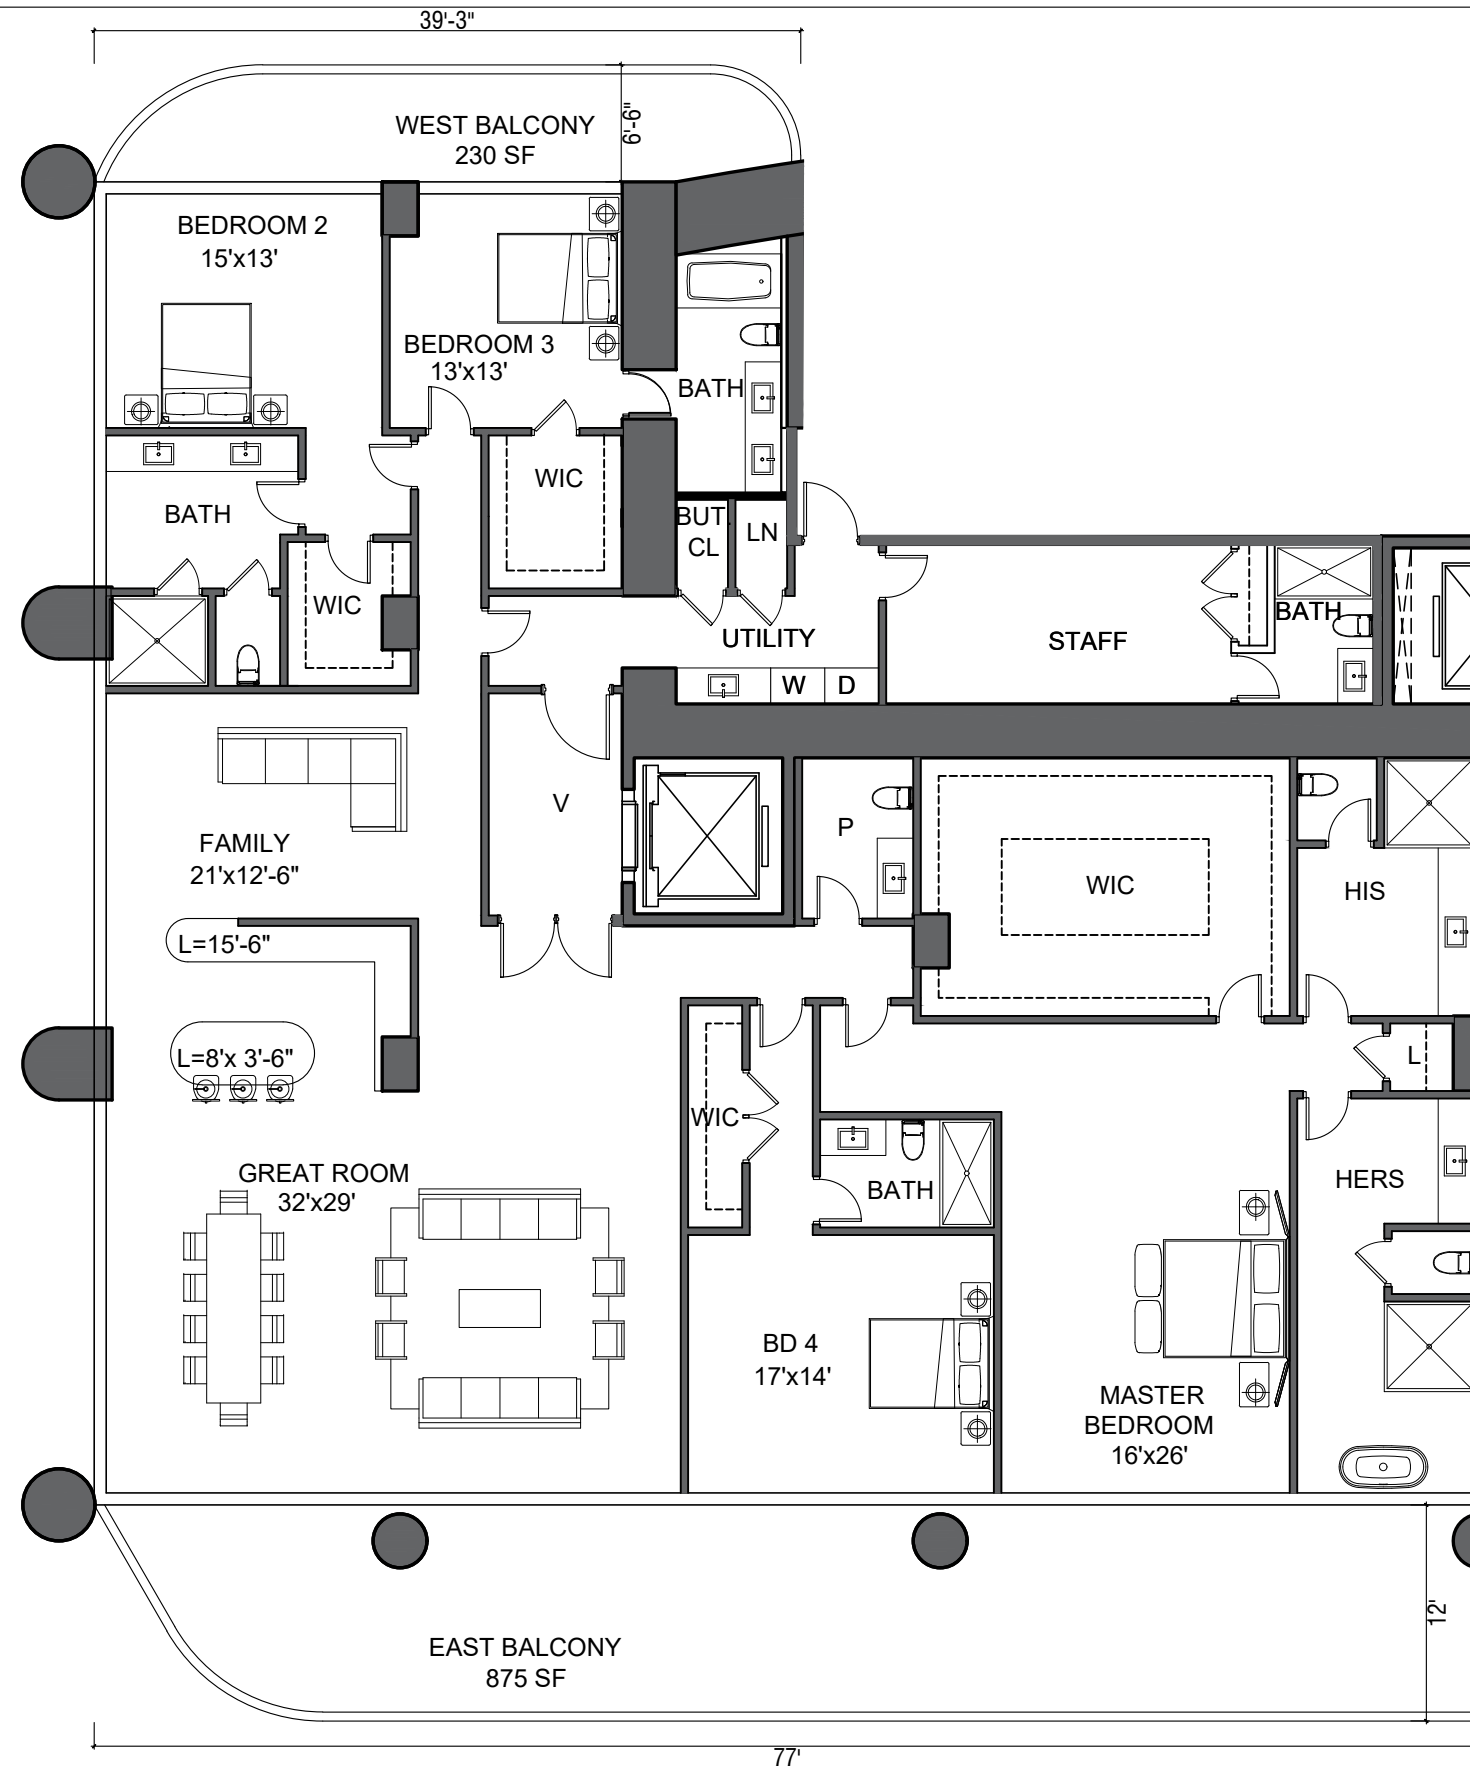 39'-3"
WEST BALCONY
230 SF
6'-6"
BEDROOM 2
15'x13'
BEDROOM 3
13'x13'
BATH
WIC
BATH
BUT
CL
LN
WIC
UTILITY
W
D
STAFF
BATH
V
P
FAMILY
21'x12'-6"
WIC
HIS
L=15'-6"
L=8'x 3'-6"
L
WIC
GREAT ROOM
32'x29'
BATH
HERS
BD 4
17'x14'
MASTER
BEDROOM
16'x26'
EAST BALCONY
875 SF
12'
77'